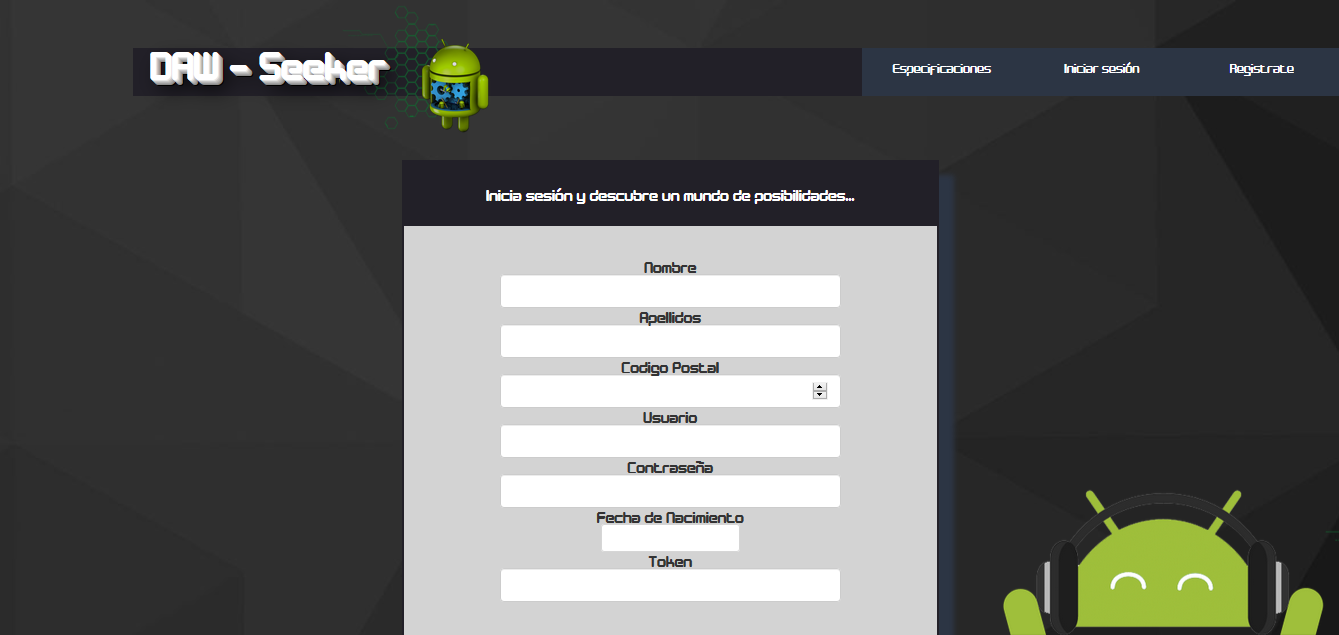 DAW - Seeker
Especificaciones
Iniciar sesión
Registrate
Inicia sesión y descubre un mundo de posibilidades...
Nombre
Apellidos
Codigo Postal
Usuario
Contraseña
Fecha de Nacimiento
Token